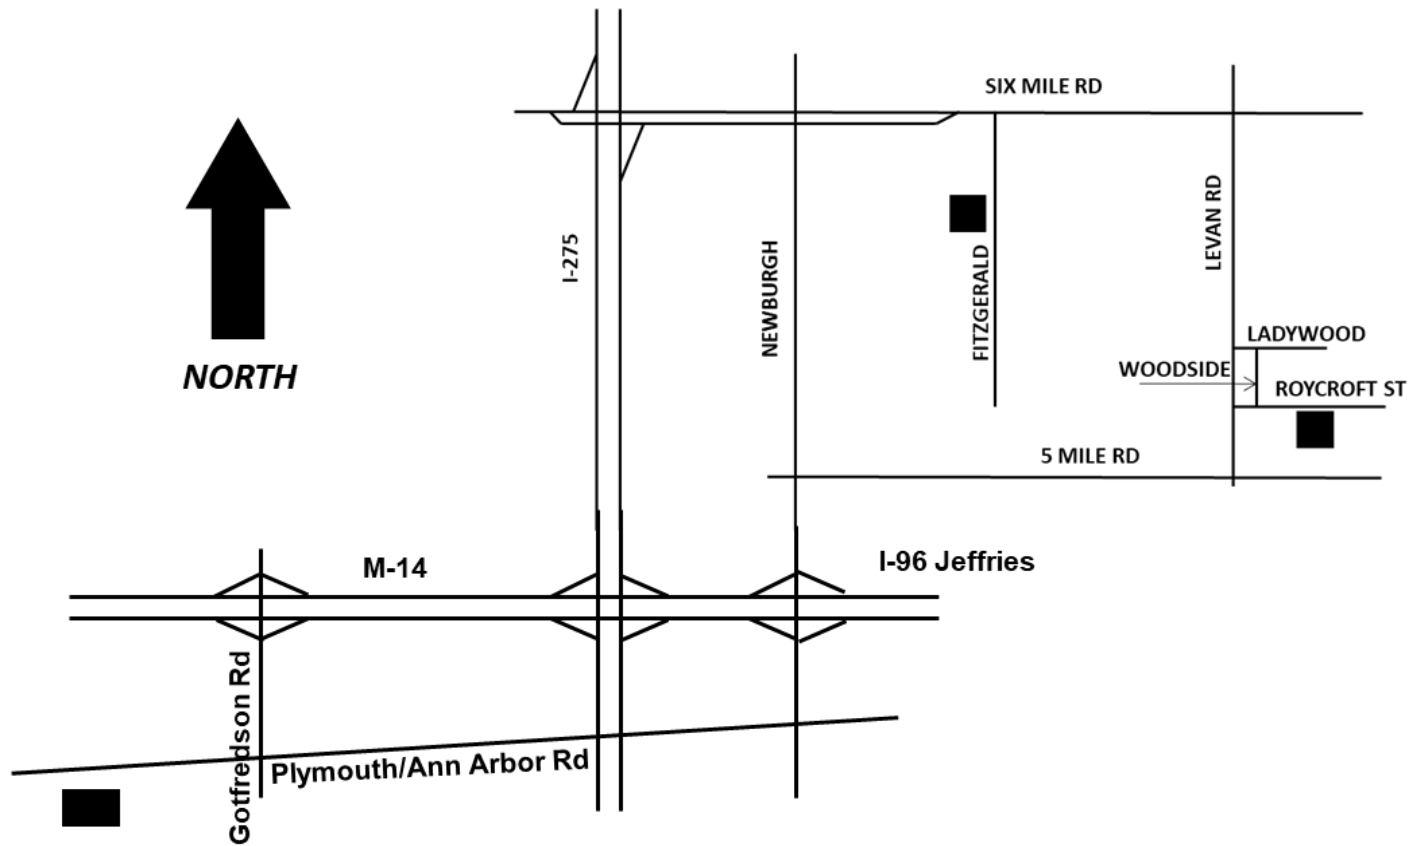 SIX MILE RD
LEVAN RD
I-275
NEWBURGH
FITZGERALD
LADYWOOD
WOODSIDE
NORTH
ROYCROFT ST
5 MILE RD
M-14
I-96 Jeffries
Gotfredson Rd
Plymouth/Ann Arbor Rd